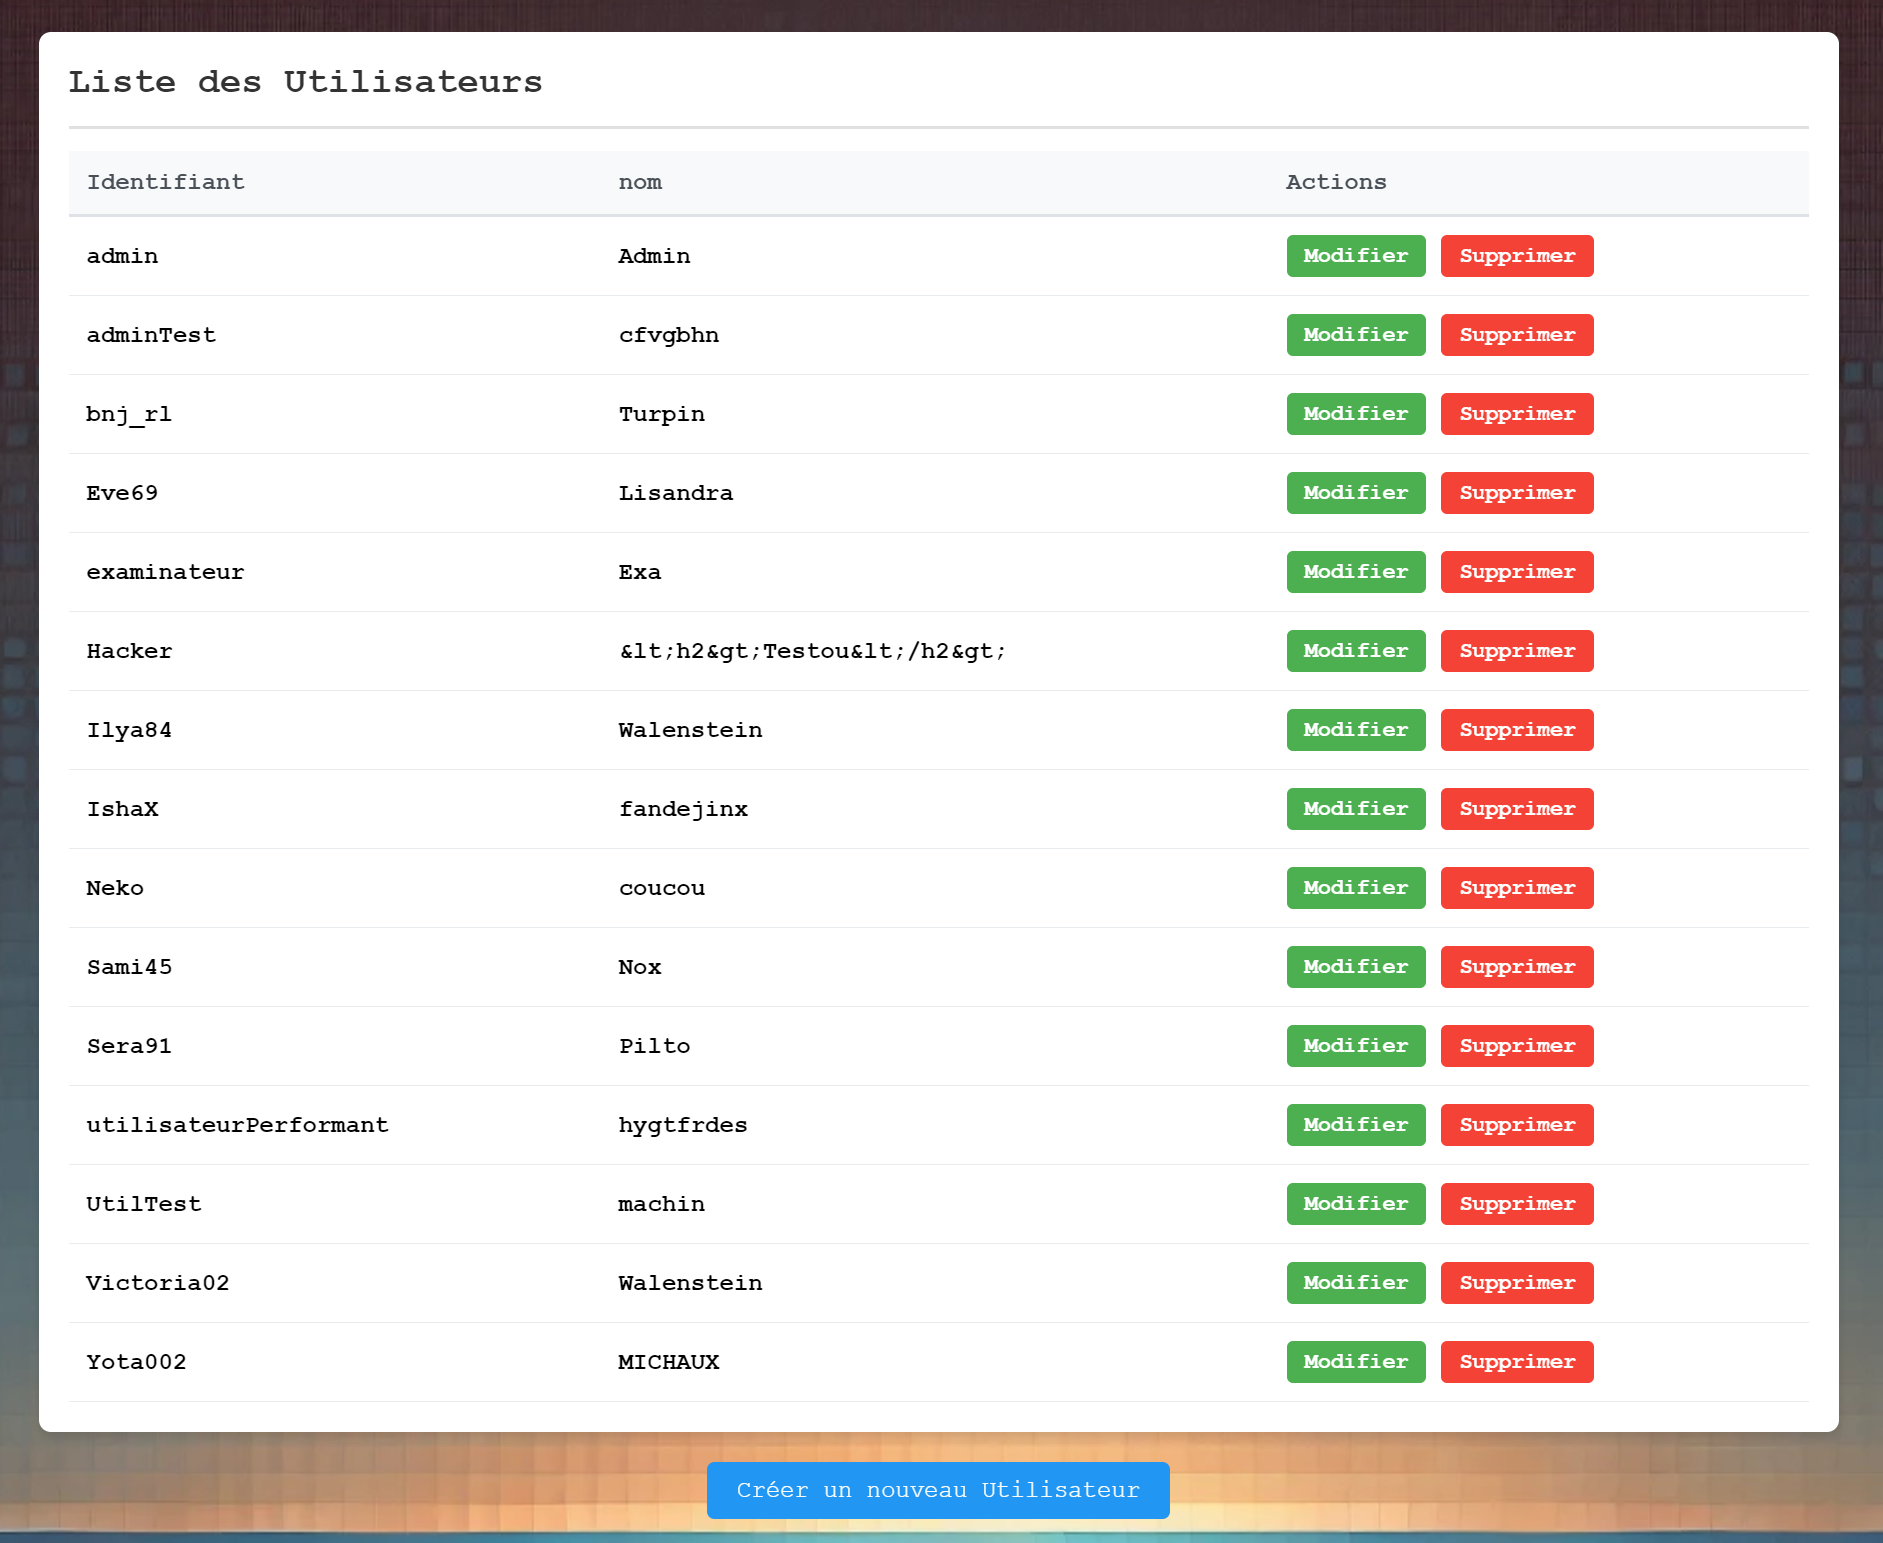 Liste des Utilisateurs
Identifiant nom Actions
admin Admin Modifier Supprimer
adminTest cfvgbhn Modifier Supprimer
bnj_rl Turpin Modifier Supprimer
Eve69 Lisandra Modifier Supprimer
examinateur Exa Modifier Supprimer
Hacker &lt;h2&gt;Testou&lt;/h2&gt; Modifier Supprimer
Ilya84 Walenstein Modifier Supprimer
IshaX fandejinx Modifier Supprimer
Neko coucou Modifier Supprimer
Sami45 Nox Modifier Supprimer
Sera91 Pilto Modifier Supprimer
utilisateurPerformant hygtfrdes Modifier Supprimer
UtilTest machin Modifier Supprimer
Victoria02 Walenstein Modifier Supprimer
Yota002 MICHAUX Modifier Supprimer
Créer un nouveau Utilisateur